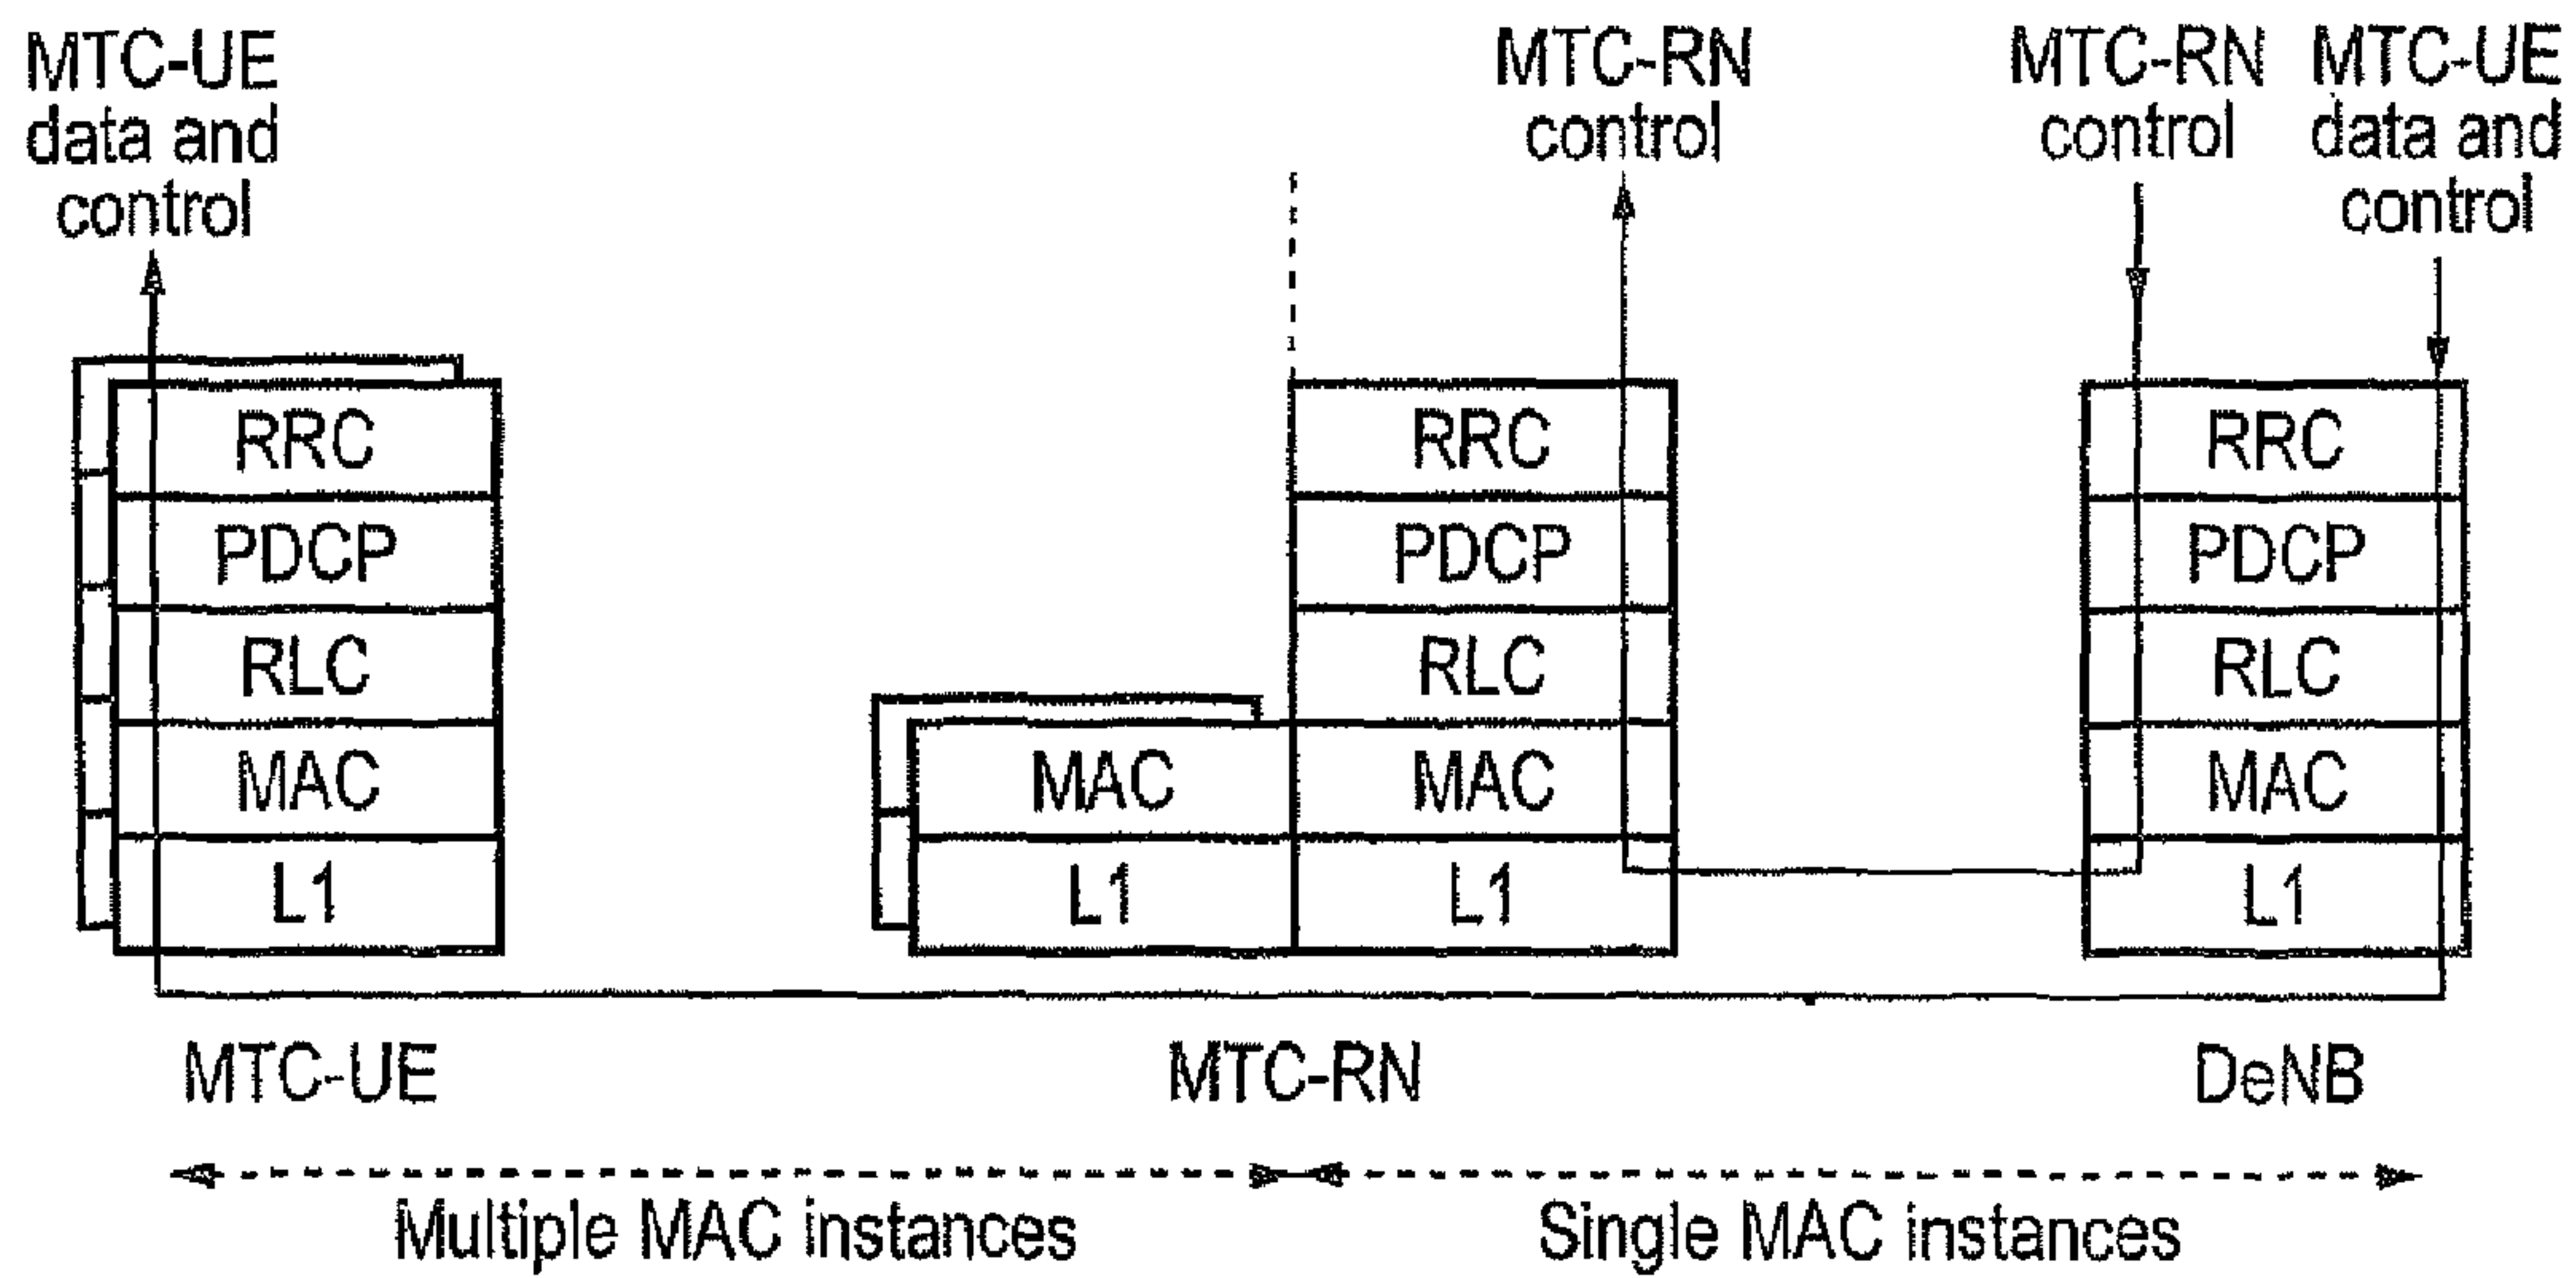 MTC-UE
data and
control
MTC-RN
control
MTC-RN
control
MTC-UE
data and
control
RRC
PDCP
RLC
MAC
L1
MAC
L1
RRC
PDCP
RLC
MAC
L1
RRC
PDCP
RLC
MAC
L1
MTC-UE
MTC-RN
DeNB
Multiple MAC instances
Single MAC instances